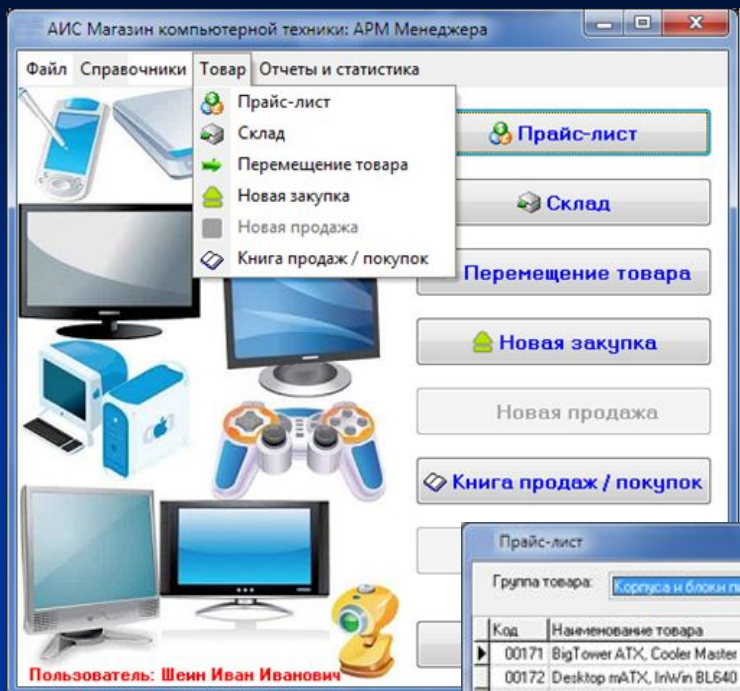 АИС Магазин компьютерной техники: АРМ Менеджера
Файл Справочники Товар Отчеты и статистика
Прайс-лист
Склад
Перемещение товара
Новая закупка
Новая продажа
Книга продаж / покупок
Прайс-лист
Склад
Перемещение товара
Новая закупка
Новая продажа
Книга продаж / покупок
Пользователь: Шеин Иван Иванович
Прайс-лист
Группа товара: Корпуса и блоки
Код Наименование товара
00171 BigTower ATX, Cooler Master
00172 Desktop mATX, InWin BL640